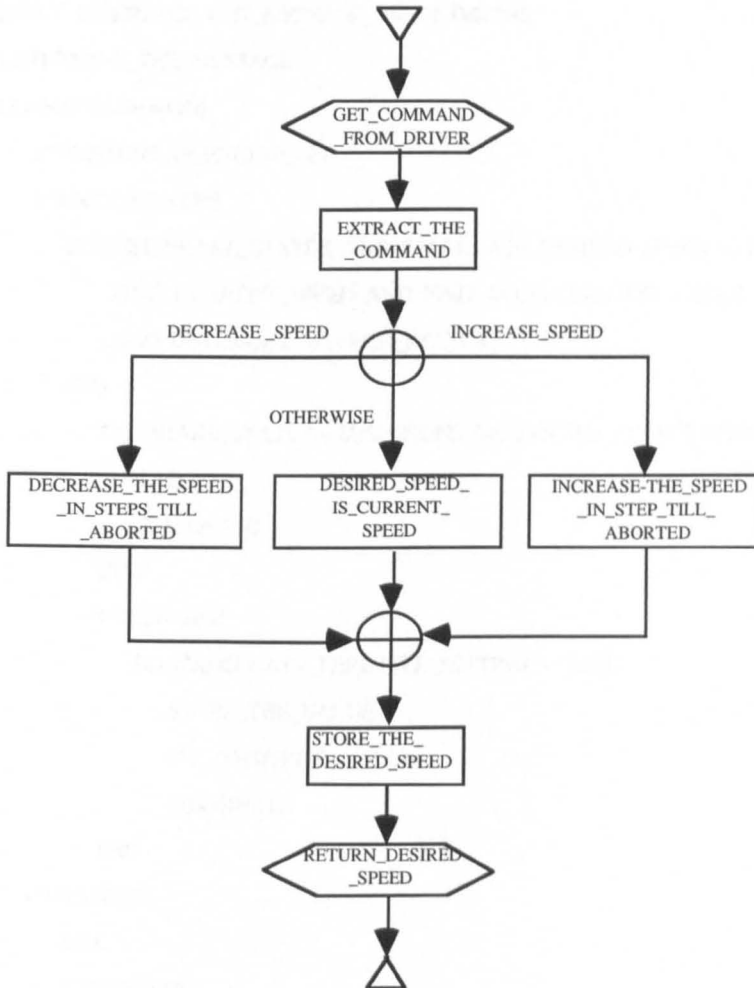 GET_COMMAND
_FROM_DRIVER
EXTRACT_THE
_COMMAND
DECREASE _SPEED
INCREASE_SPEED
OTHERWISE
DECREASE_THE_SPEED
_IN_STEPS_TILL
_ABORTED
DESIRED_SPEED_
IS_CURRENT_
SPEED
INCREASE-THE_SPEED
_IN_STEP_TILL_
ABORTED
STORE_THE_
DESIRED_SPEED
RETURN_DESIRED
_SPEED